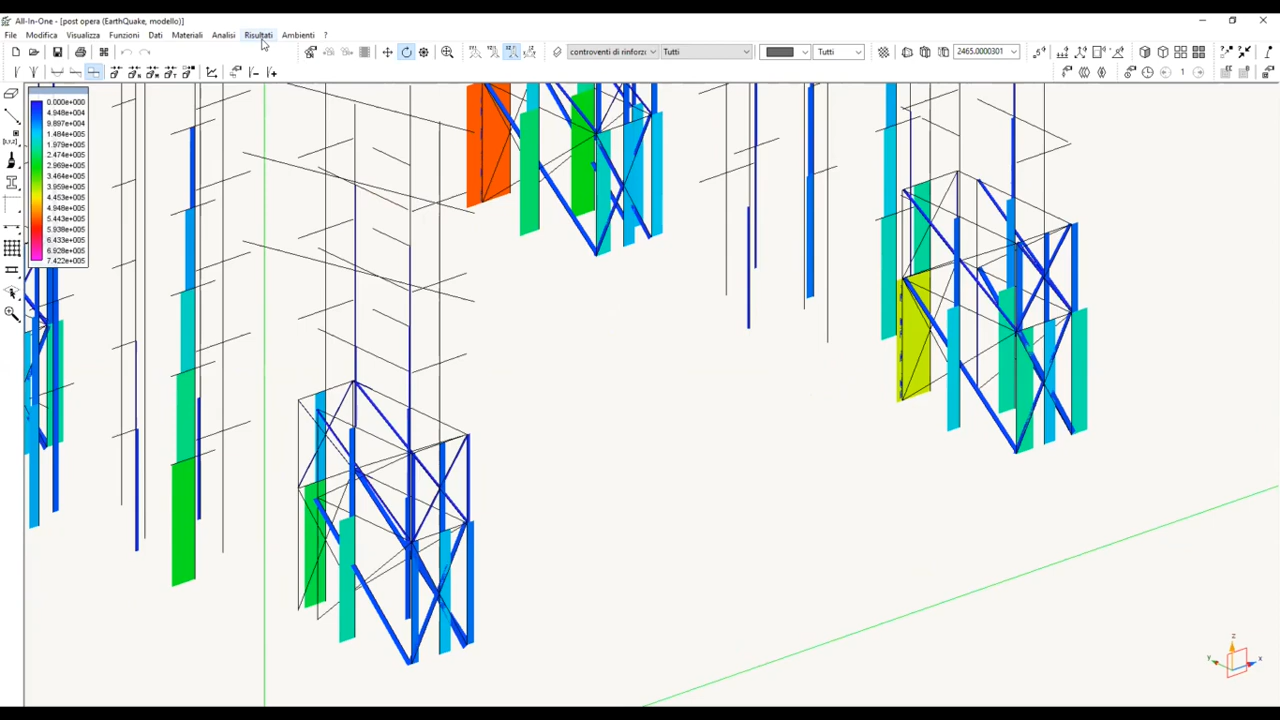 All-In-One - [post opera (EarthQuake, modello)]
File Modifica Visualizza Funzioni Dati Materiali Analisi Risultati Ambienti ?
controventi di rinforz Tutti Tutti 2465.0000301
1
0.000e+000
4.948e+004
9.897e+004
1.484e+005
1.979e+005
2.474e+005
2.969e+005
3.464e+005
3.959e+005
4.453e+005
4.948e+005
5.443e+005
5.938e+005
6.433e+005
6.928e+005
7.422e+005
z
y x